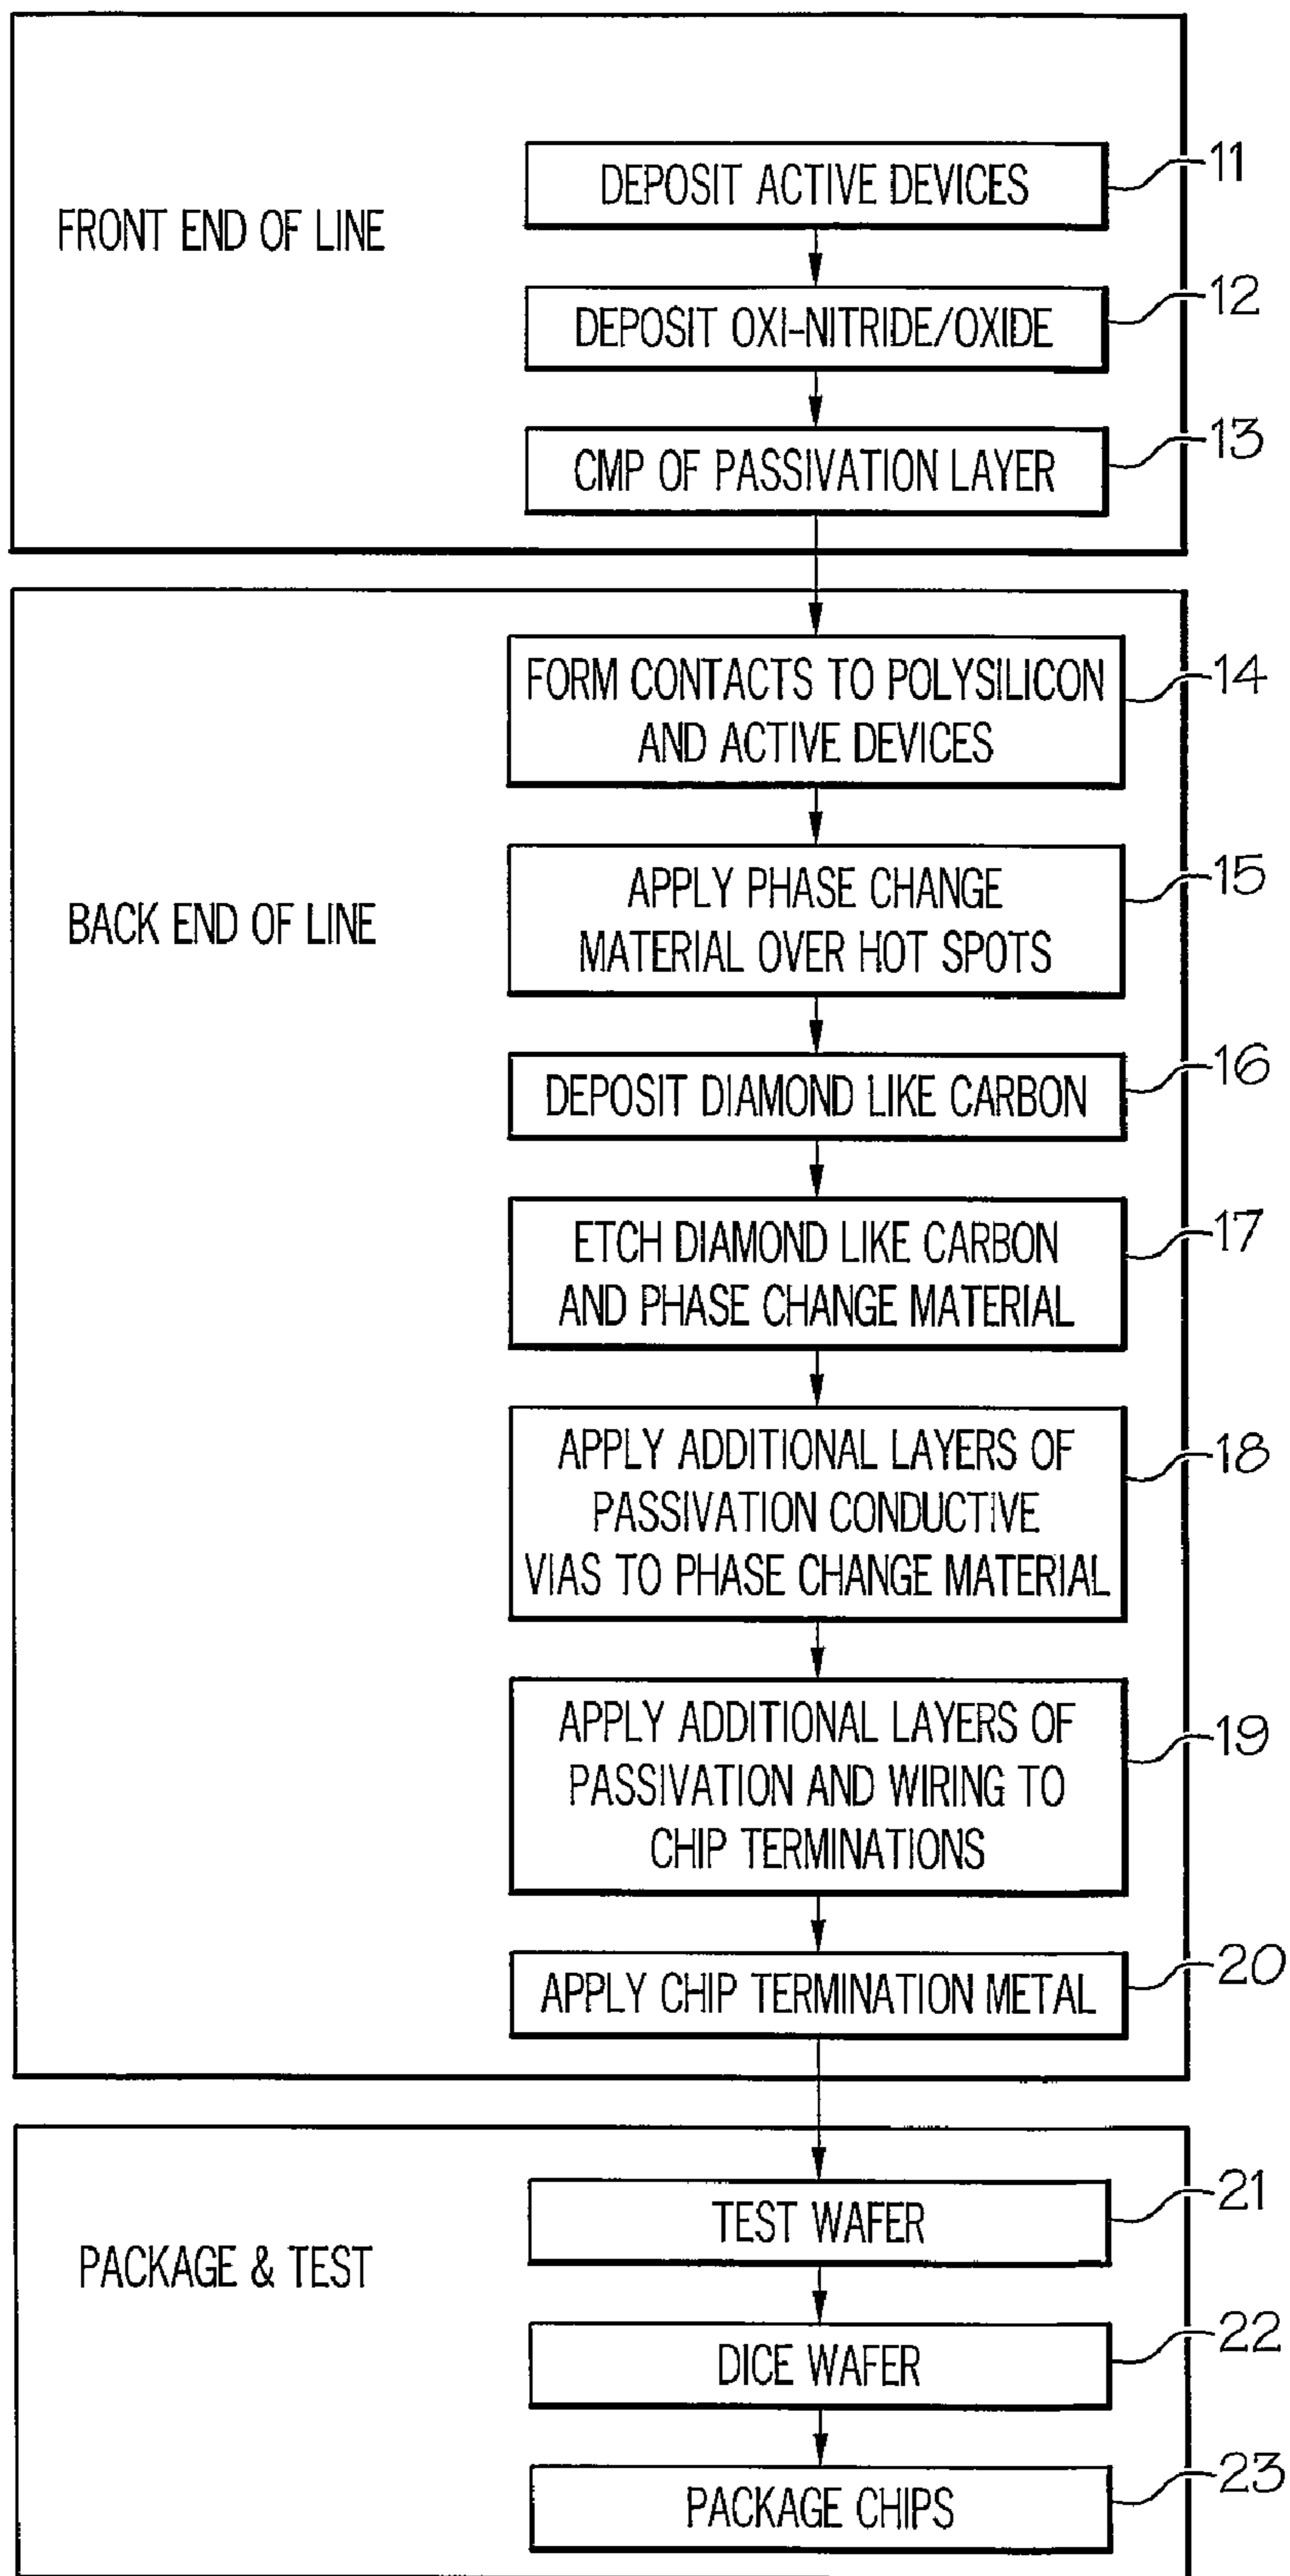 DEPOSIT ACTIVE DEVICES
11
FRONT END OF LINE
DEPOSIT OXI-NITRIDE/OXIDE
12
CMP OF PASSIVATION LAYER
13
FORM CONTACTS TO POLYSILICON
AND ACTIVE DEVICES
14
APPLY PHASE CHANGE
MATERIAL OVER HOT SPOTS
15
BACK END OF LINE
DEPOSIT DIAMOND LIKE CARBON
16
ETCH DIAMOND LIKE CARBON
AND PHASE CHANGE MATERIAL
17
APPLY ADDITIONAL LAYERS OF
PASSIVATION CONDUCTIVE
VIAS TO PHASE CHANGE MATERIAL
18
APPLY ADDITIONAL LAYERS OF
PASSIVATION AND WIRING TO
CHIP TERMINATIONS
19
APPLY CHIP TERMINATION METAL
20
TEST WAFER
21
PACKAGE & TEST
DICE WAFER
22
PACKAGE CHIPS
23